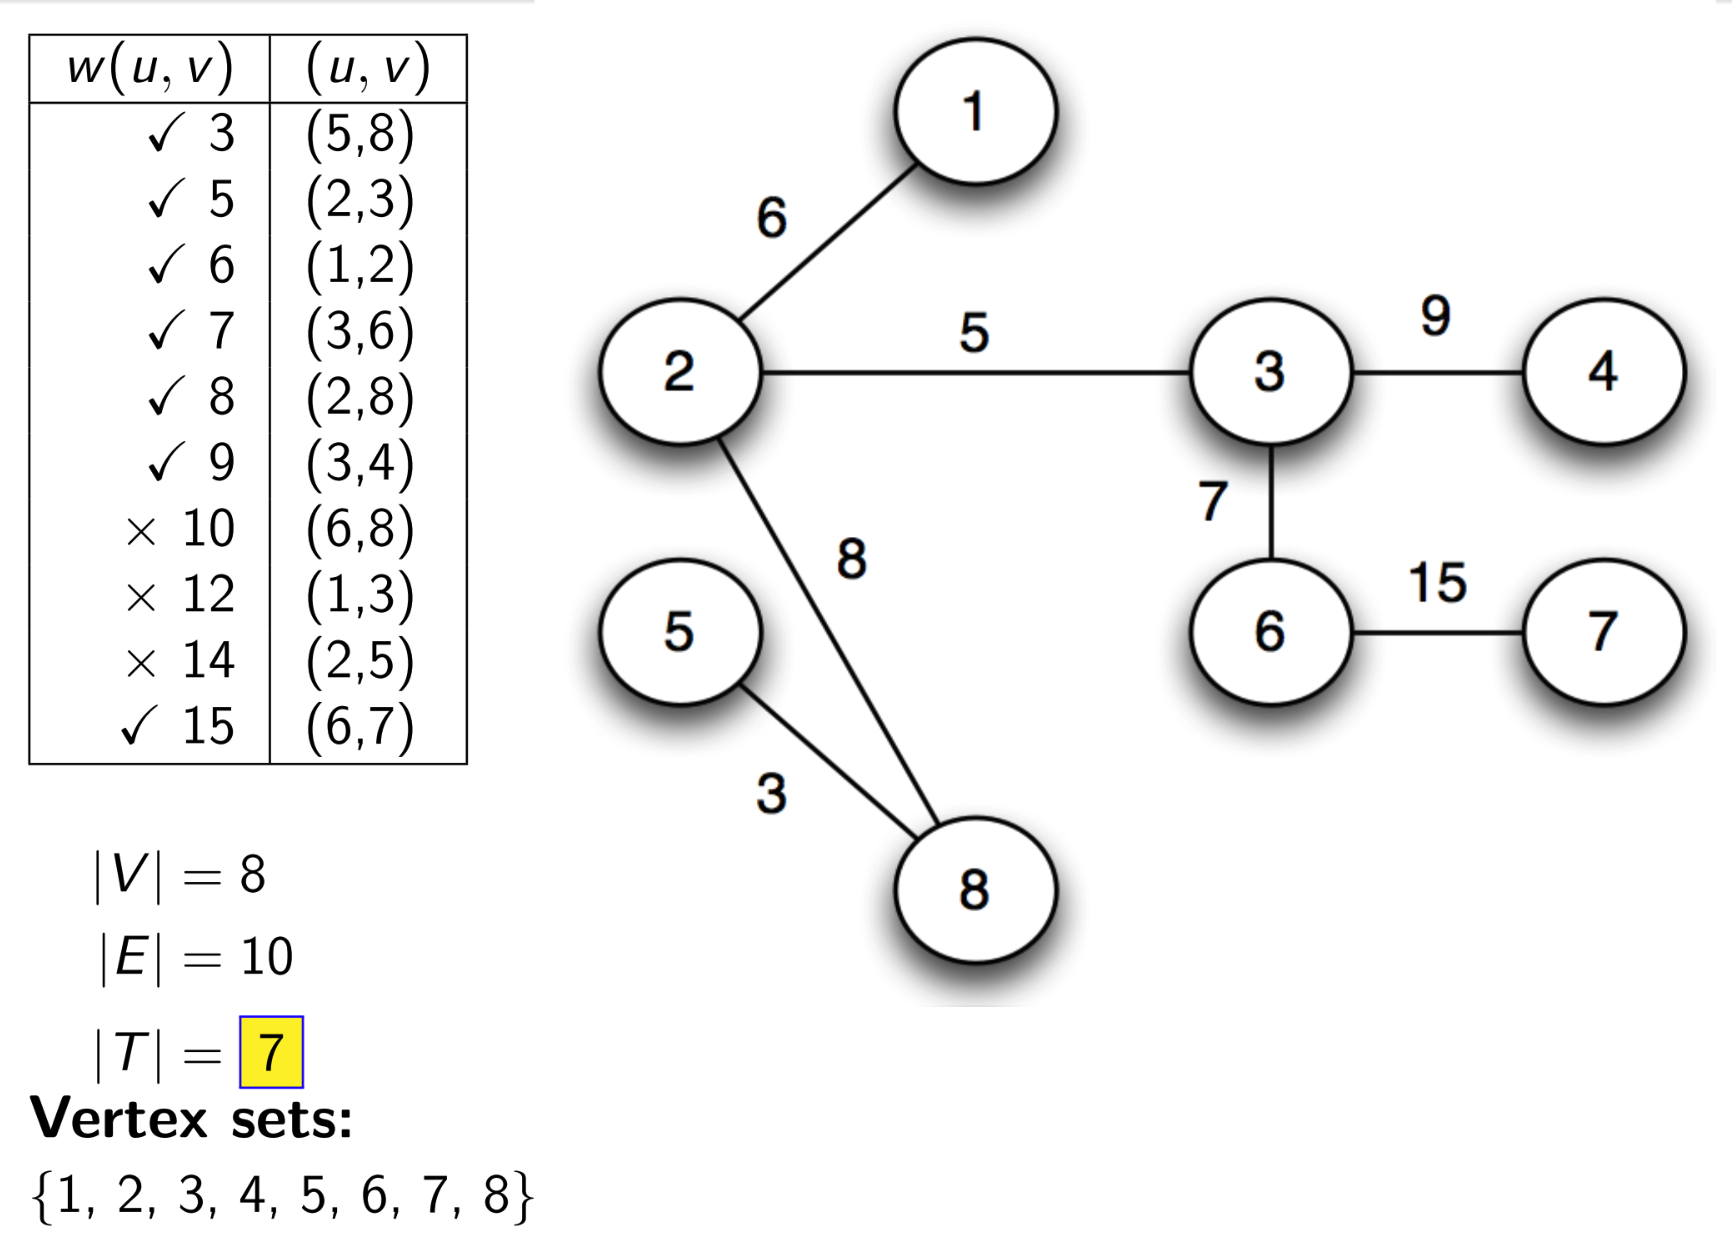 w(u, v) (u, v)
✓ 3 (5,8)
✓ 5 (2,3)
✓ 6 (1,2)
✓ 7 (3,6)
✓ 8 (2,8)
✓ 9 (3,4)
× 10 (6,8)
× 12 (1,3)
× 14 (2,5)
✓ 15 (6,7)
|V| = 8
|E| = 10
|T| = 7
Vertex sets:
{1, 2, 3, 4, 5, 6, 7, 8}
1
6
5
9
2
3
4
7
8
15
5
6
7
3
8